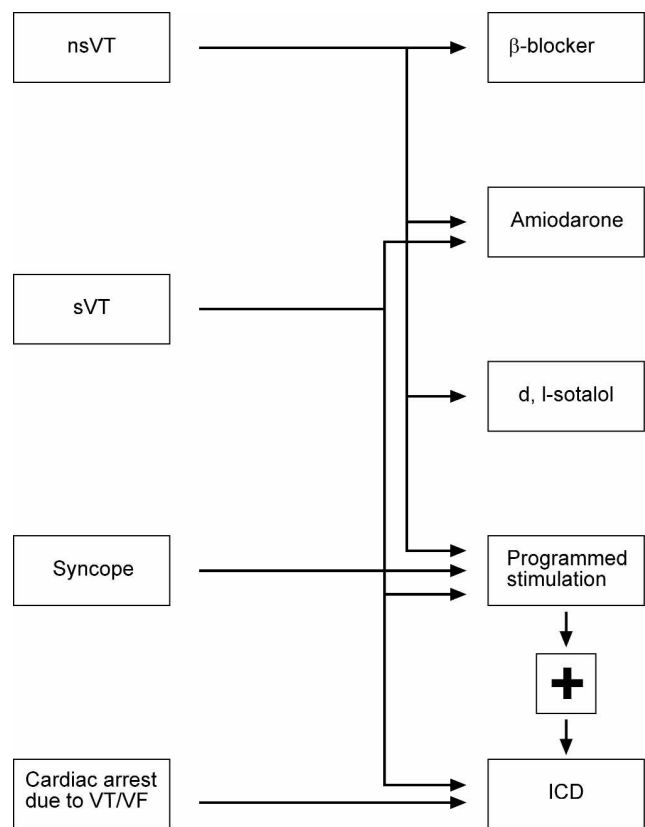 nsVT
β-blocker
Amiodarone
sVT
d, l-sotalol
Syncope
Programmed
stimulation
+
Cardiac arrest
due to VT/VF
ICD